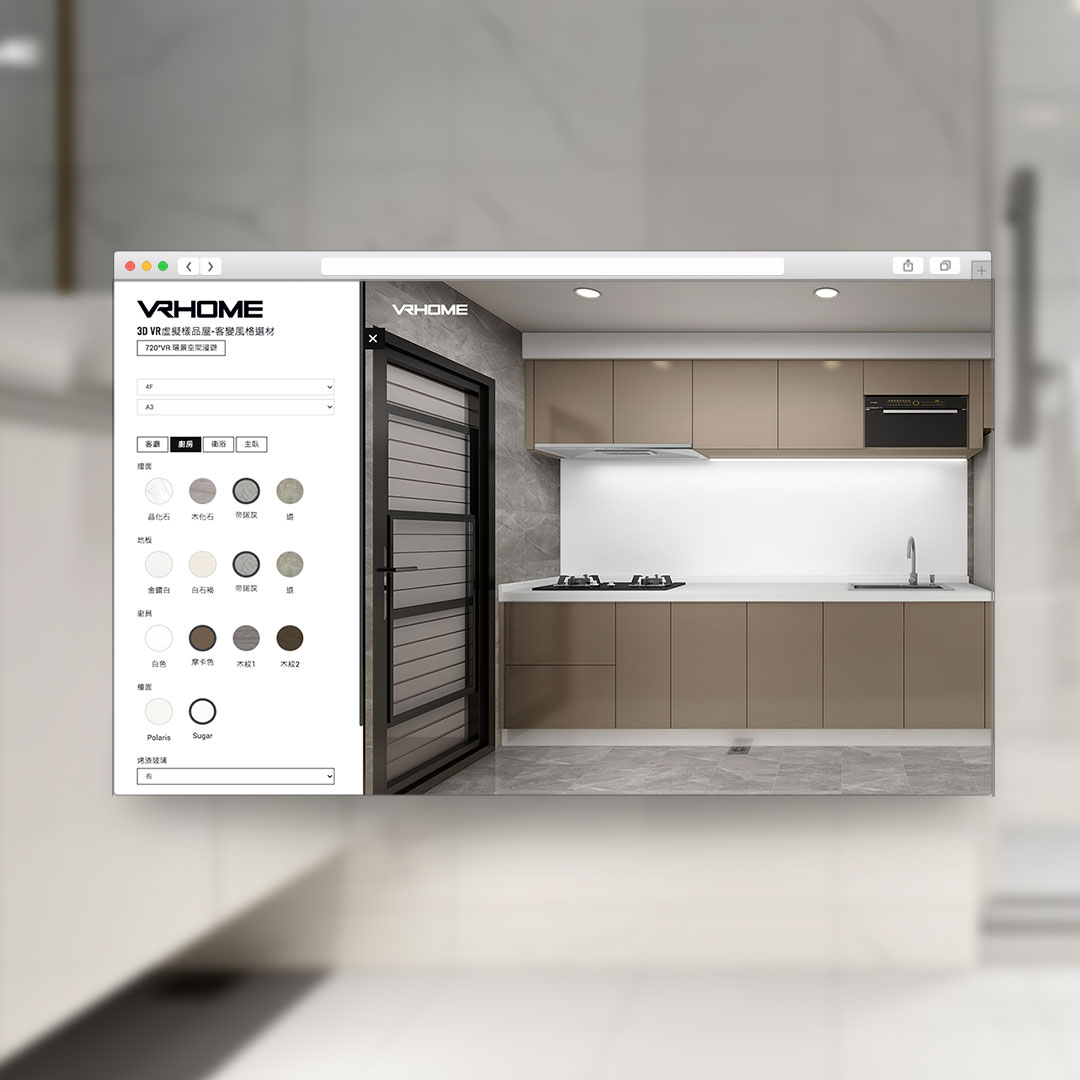 VRHOME
3D VR虛擬樣品屋-客變風格選材
720°VR 環景空間漫遊
4F
A3
客廳 廚房 衛浴 主臥
牆面
晶化石 木化石 帝諾灰 璟
地板
金鑽白 白石褐 帝諾灰 璟
廚具
白色 摩卡色 木紋1 木紋2
檯面
Polaris Sugar
烤漆玻璃
有
VRHOME